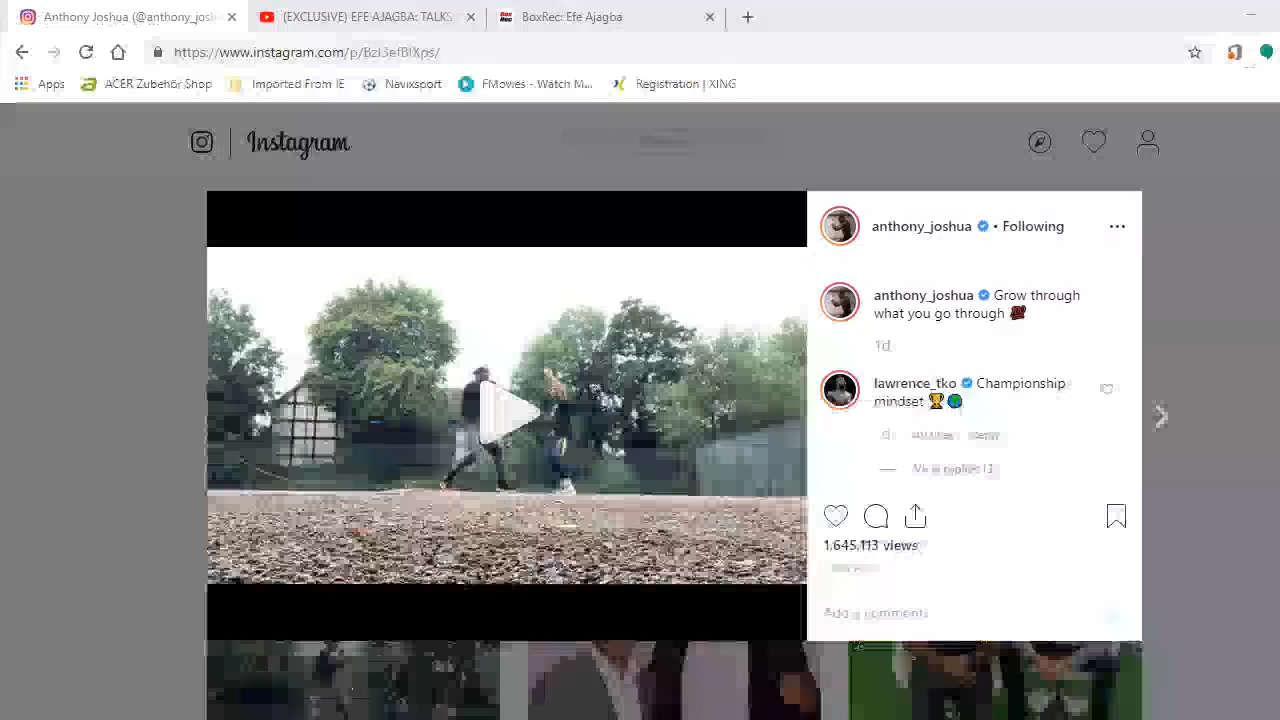 Anthony Joshua (@anthony_josh
(EXCLUSIVE) EFE AJAGBA: TALKS
BoxRec: Efe Ajagba
https://www.instagram.com/p/BzI3efBlXps/
Apps
ACER Zubehör Shop
Imported From IE
Navixsport
FMovies - Watch M...
Registration | XING
Instagram
anthony_joshua • Following
anthony_joshua Grow through
what you go through 💯
1d
lawrence_tko Championship
mindset 🏆🌍
1,645,113 views
Add a comment